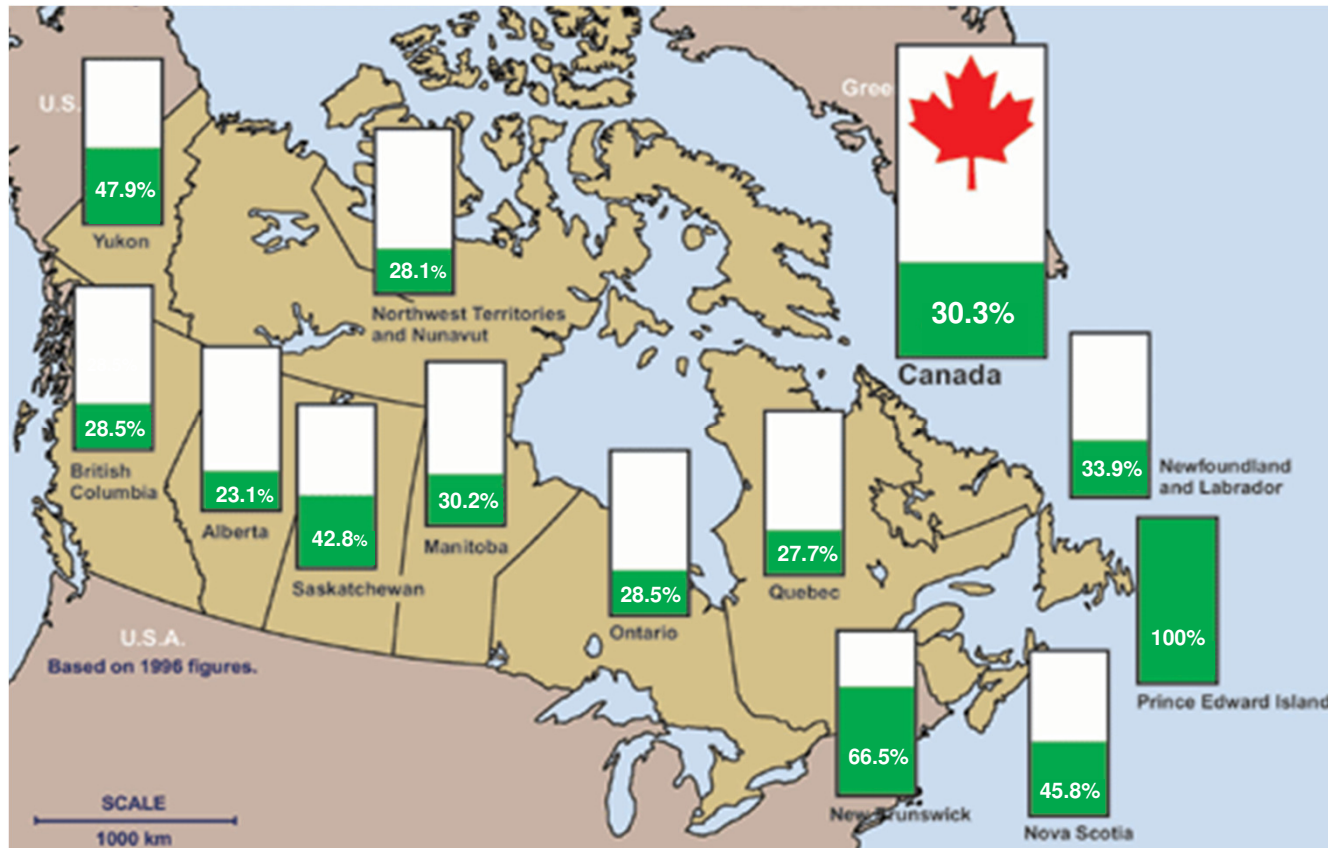 U.S.
47.9%
Yukon
28.1%
Northwest Territories
and Nunavut
Gree
30.3%
Canada
28.5%
British
Columbia
23.1%
Alberta
42.8%
Saskatchewan
30.2%
Manitoba
28.5%
Ontario
27.7%
Quebec
33.9%
Newfoundland
and Labrador
100%
Prince Edward Island
66.5%
New Brunswick
45.8%
Nova Scotia
U.S.A.
Based on 1996 figures.
SCALE
1000 km